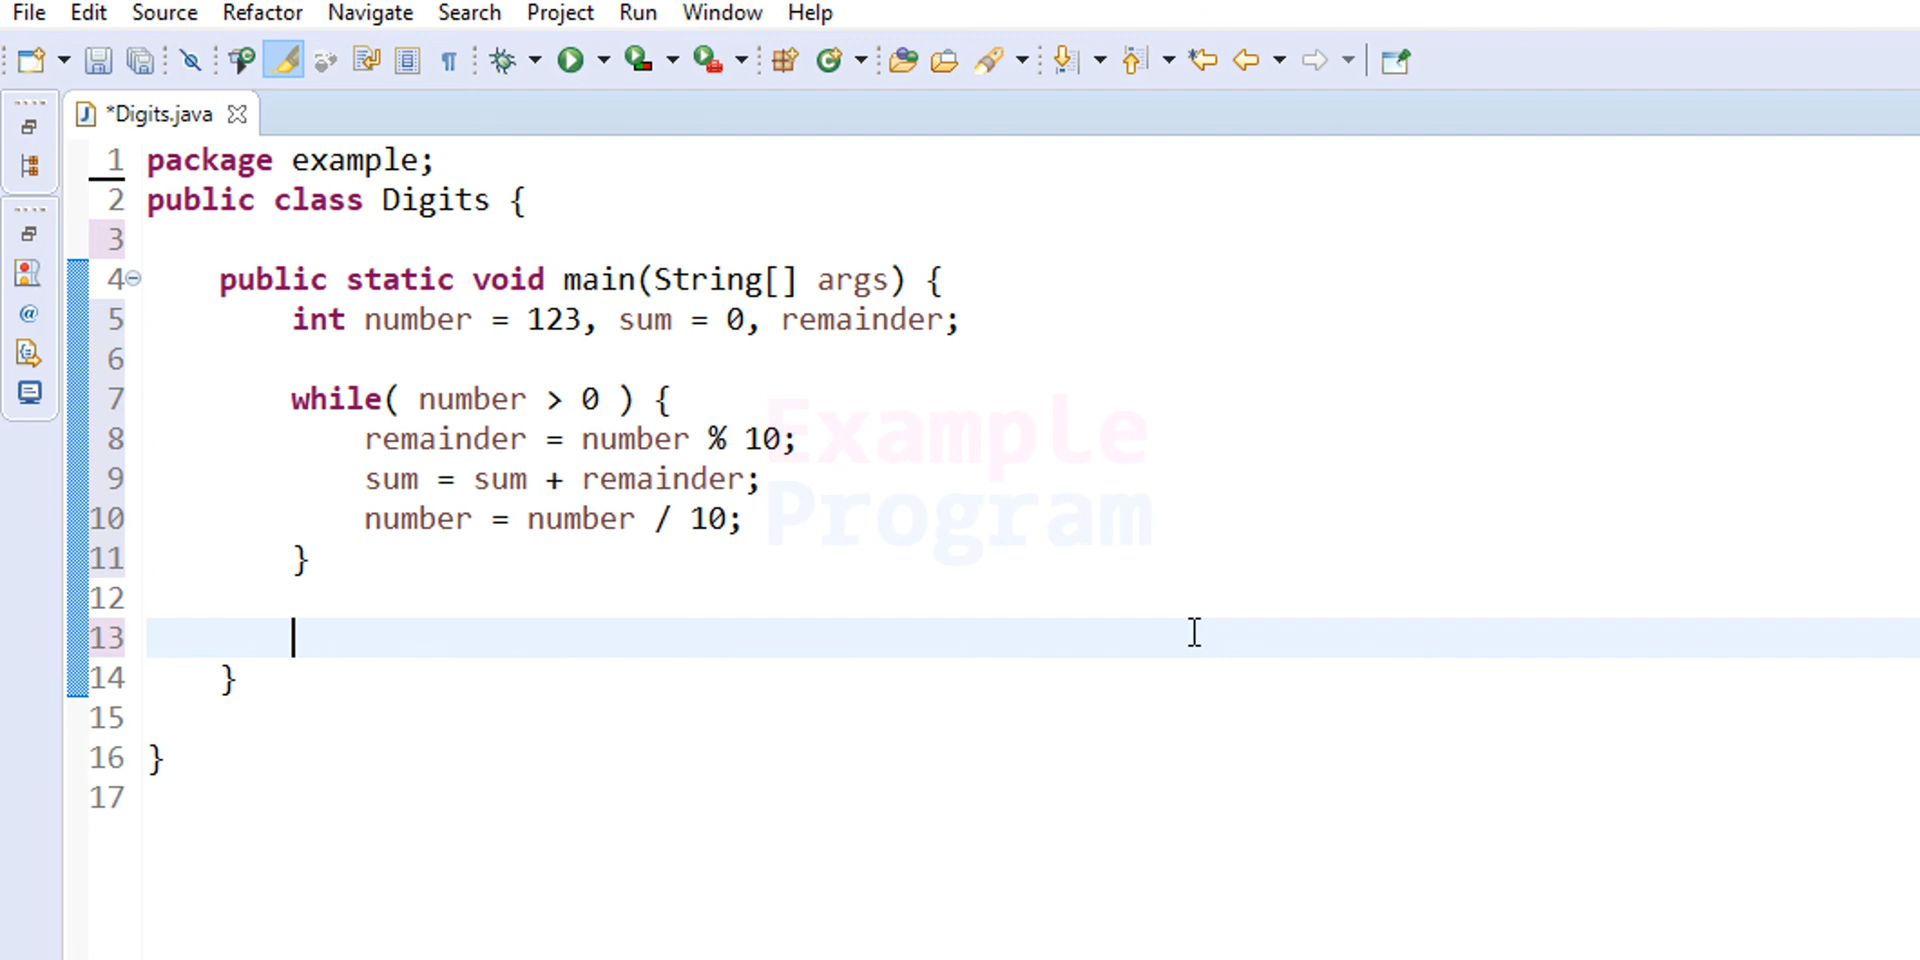 File Edit Source Refactor Navigate Search Project Run Window Help
*Digits.java
1 package example;
2 public class Digits {
3
4 public static void main(String[] args) {
5 int number = 123, sum = 0, remainder;
6
7 while( number > 0 ) {
8 remainder = number % 10;
9 sum = sum + remainder;
10 number = number / 10;
11 }
12
13
14 }
15
16 }
17
Example
Program